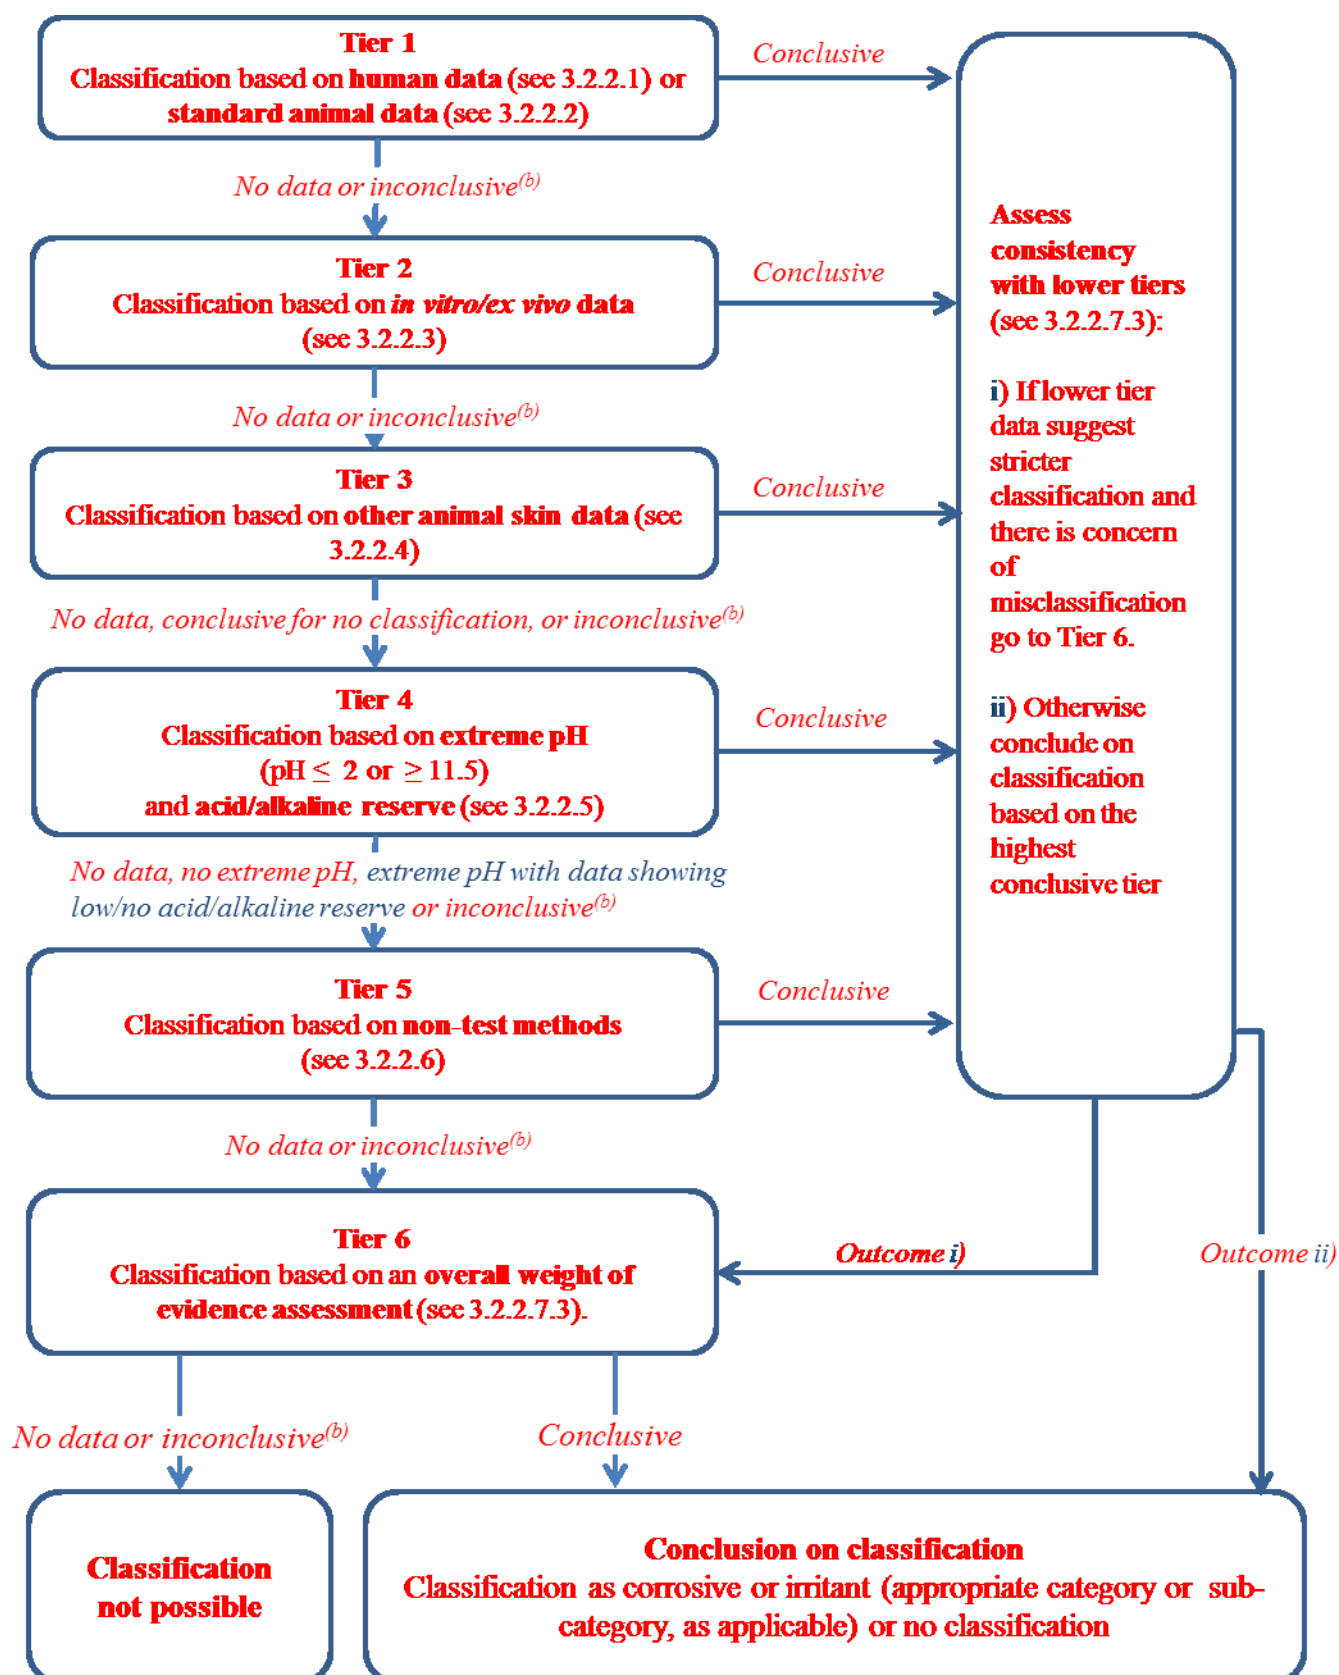 Tier 1
Classification based on human data (see 3.2.2.1) or
standard animal data (see 3.2.2.2)
Conclusive
No data or inconclusive(b)
Tier 2
Classification based on in vitro/ex vivo data
(see 3.2.2.3)
Conclusive
No data or inconclusive(b)
Tier 3
Classification based on other animal skin data (see
3.2.2.4)
Conclusive
No data, conclusive for no classification, or inconclusive(b)
Tier 4
Classification based on extreme pH
(pH ≤ 2 or ≥ 11.5)
and acid/alkaline reserve (see 3.2.2.5)
Conclusive
No data, no extreme pH, extreme pH with data showing
low/no acid/alkaline reserve or inconclusive(b)
Tier 5
Classification based on non-test methods
(see 3.2.2.6)
Conclusive
No data or inconclusive(b)
Assess
consistency
with lower tiers
(see 3.2.2.7.3):
i) If lower tier
data suggest
stricter
classification and
there is concern
of
misclassification
go to Tier 6.
ii) Otherwise
conclude on
classification
based on the
highest
conclusive tier
Tier 6
Classification based on an overall weight of
evidence assessment (see 3.2.2.7.3).
Outcome i)
Outcome ii)
No data or inconclusive(b)
Conclusive
Classification
not possible
Conclusion on classification
Classification as corrosive or irritant (appropriate category or sub-
category, as applicable) or no classification